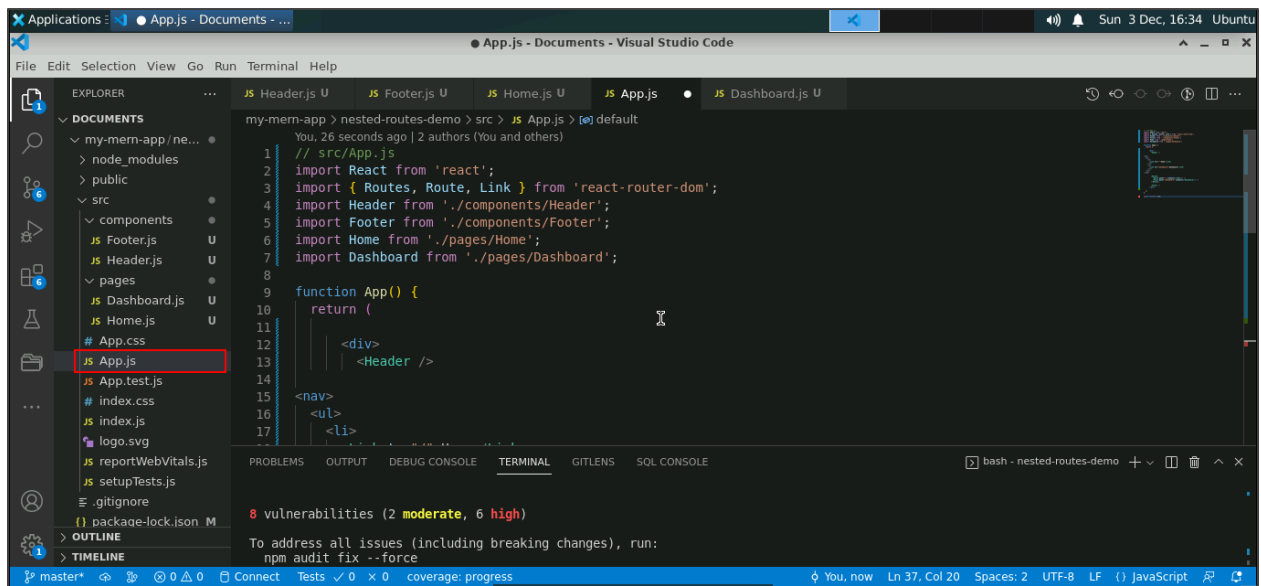 Applications App.js - Documents - ... Sun 3 Dec, 16:34 Ubuntu
App.js - Documents - Visual Studio Code
File Edit Selection View Go Run Terminal Help
EXPLORER ...
JS Header.js U JS Footer.js U JS Home.js U JS App.js JS Dashboard.js U
DOCUMENTS
my-mern-app/ne...
node_modules
public
src
components
JS Footer.js U
JS Header.js U
pages
JS Dashboard.js U
JS Home.js U
# App.css
JS App.js
JS App.test.js
# index.css
JS index.js
logo.svg
JS reportWebVitals.js
JS setupTests.js
.gitignore
{} package-lock.json M
OUTLINE
TIMELINE
1
6
6
1
my-mern-app > nested-routes-demo > src > JS App.js > default
You, 26 seconds ago | 2 authors (You and others)
1 // src/App.js
2 import React from 'react';
3 import { Routes, Route, Link } from 'react-router-dom';
4 import Header from './components/Header';
5 import Footer from './components/Footer';
6 import Home from './pages/Home';
7 import Dashboard from './pages/Dashboard';
8
9 function App() {
10 return (
11
12 <div>
13 <Header />
14
15 <nav>
16 <ul>
17 <li>
PROBLEMS OUTPUT DEBUG CONSOLE TERMINAL GITLENS SQL CONSOLE bash - nested-routes-demo
8 vulnerabilities (2 moderate, 6 high)
To address all issues (including breaking changes), run:
npm audit fix --force
master* 0 0 Connect Tests 0 0 coverage: progress You, now Ln 37, Col 20 Spaces: 2 UTF-8 LF {} JavaScript